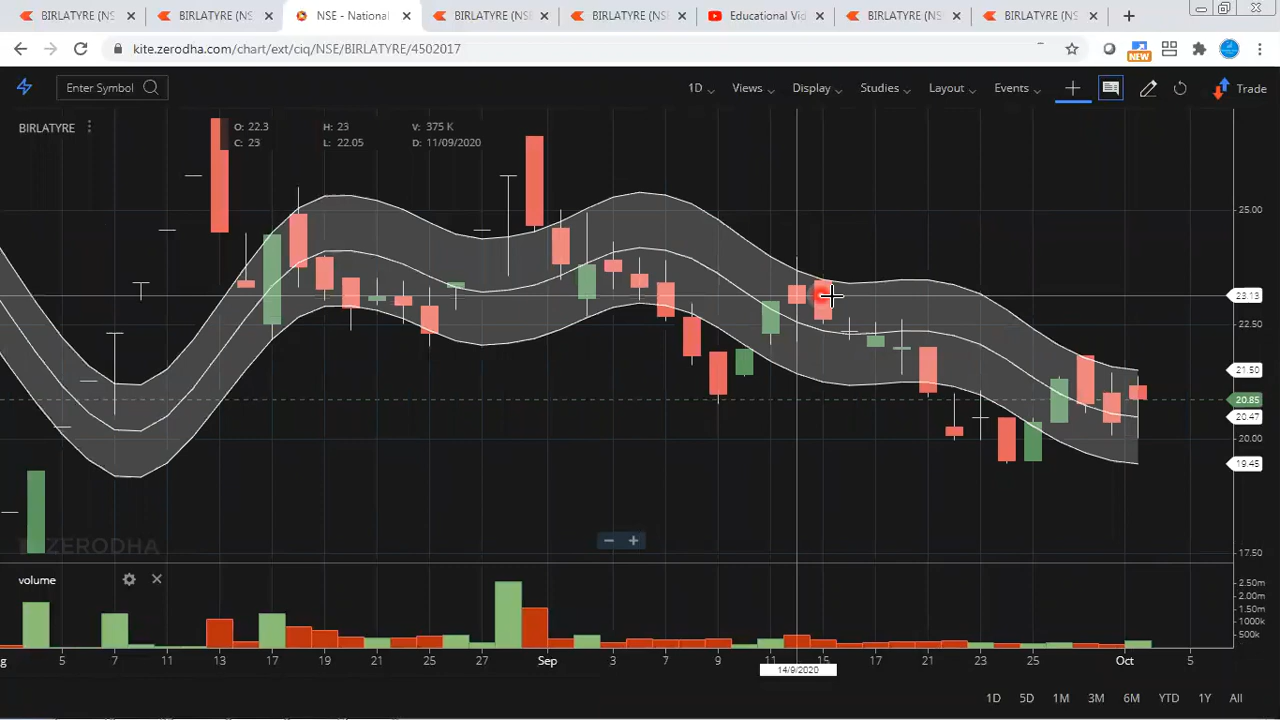 BIRLATYRE (NS
BIRLATYRE (NS
NSE - National
BIRLATYRE (NS
BIRLATYRE (NS
Educational Vi
BIRLATYRE (NS
BIRLATYRE (NS
kite.zerodha.com/chart/ext/ciq/NSE/BIRLATYRE/4502017
NEW
Enter Symbol
1D
Views
Display
Studies
Layout
Events
Trade
BIRLATYRE
O: 22.3
H: 23
V: 375 K
C: 23
L: 22.05
D: 11/09/2020
25.00
23.13
22.50
21.50
20.85
20.47
20.00
19.45
17.50
ZERODHA
volume
2.50m
2.00m
1.50m
1.00m
500k
g 5 7 11 13 17 19 21 25 27 Sep 3 7 9 11 15 17 21 23 25 Oct 5
14/9/2020
1D 5D 1M 3M 6M YTD 1Y All